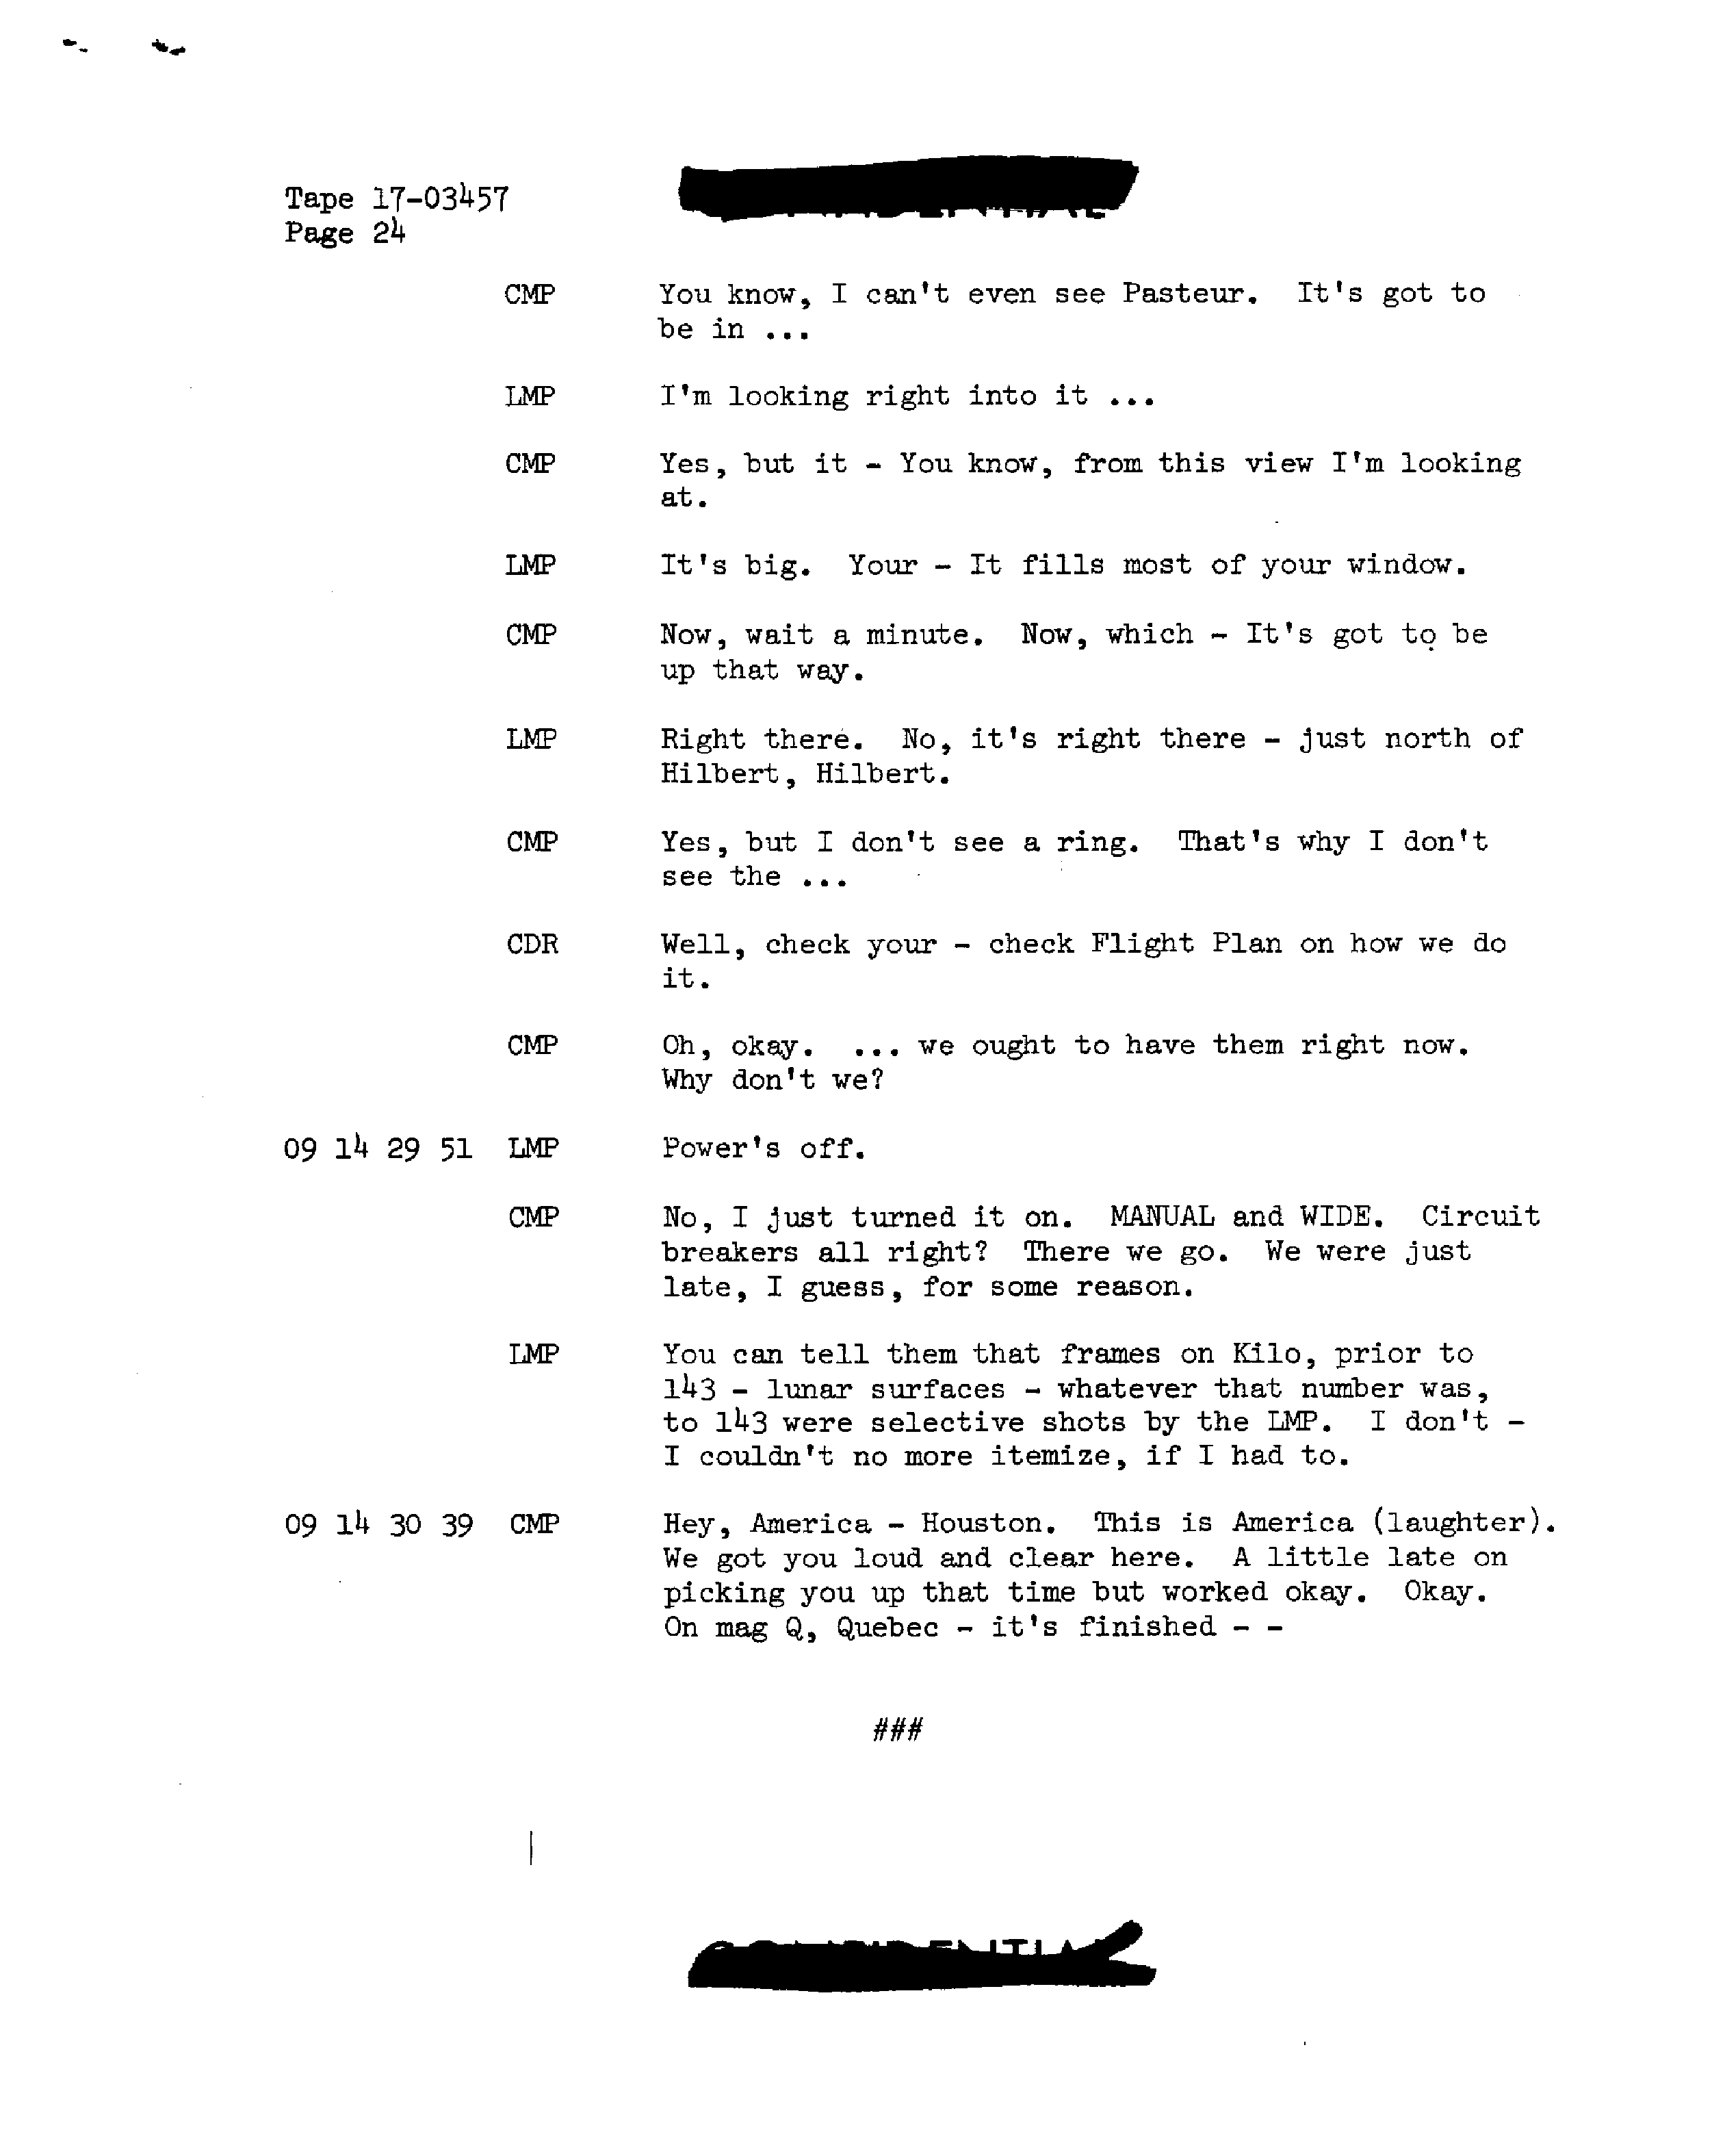 Tape 17-03457
Page 24
CMP You know, I can't even see Pasteur. It's got to
be in ...
LMP I'm looking right into it ...
CMP Yes, but it - You know, from this view I'm looking
at.
LMP It's big. Your - It fills most of your window.
CMP Now, wait a minute. Now, which - It's got to be
up that way.
LMP Right there. No, it's right there - just north of
Hilbert, Hilbert.
CMP Yes, but I don't see a ring. That's why I don't
see the ...
CDR Well, check your - check Flight Plan on how we do
it.
CMP Oh, okay. ... we ought to have them right now.
Why don't we?
09 14 29 51 LMP Power's off.
CMP No, I just turned it on. MANUAL and WIDE. Circuit
breakers all right? There we go. We were just
late, I guess, for some reason.
LMP You can tell them that frames on Kilo, prior to
143 - lunar surfaces - whatever that number was,
to 143 were selective shots by the LMP. I don't -
I couldn't no more itemize, if I had to.
09 14 30 39 CMP Hey, America - Houston. This is America (laughter).
We got you loud and clear here. A little late on
picking you up that time but worked okay. Okay.
On mag Q, Quebec - it's finished - -
###